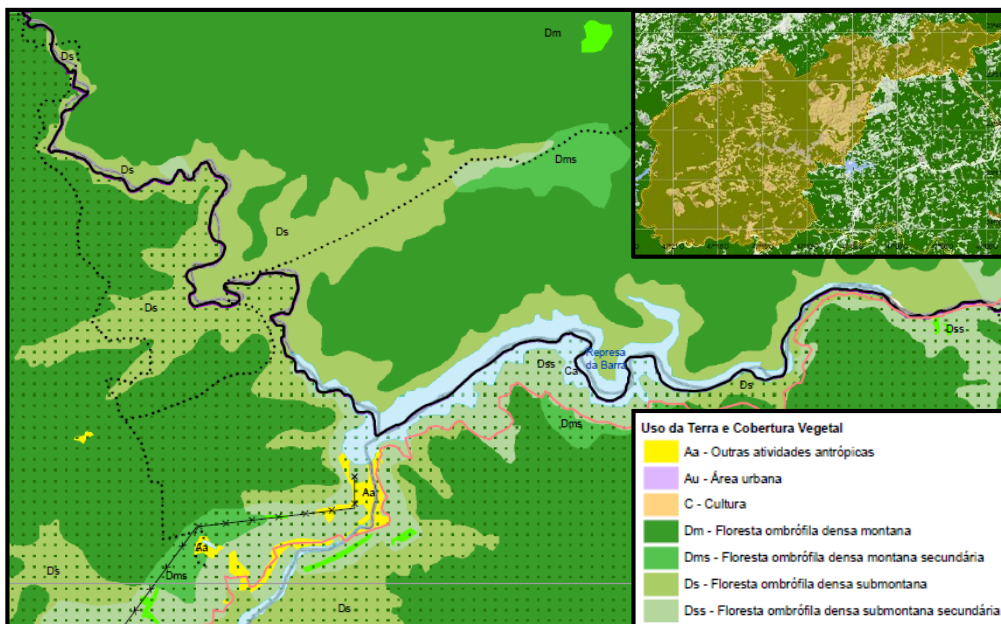 Dm
Ds
Ds
Dms
Ds
Ds
Dss
Represa
da Barra
Dss
Ca
Ds
Dms
Aa
Aa
Dms
Ds
Ds
Uso da Terra e Cobertura Vegetal
Aa - Outras atividades antrópicas
Au - Área urbana
C - Cultura
Dm - Floresta ombrófila densa montana
Dms - Floresta ombrófila densa montana secundária
Ds - Floresta ombrófila densa submontana
Dss - Floresta ombrófila densa submontana secundária